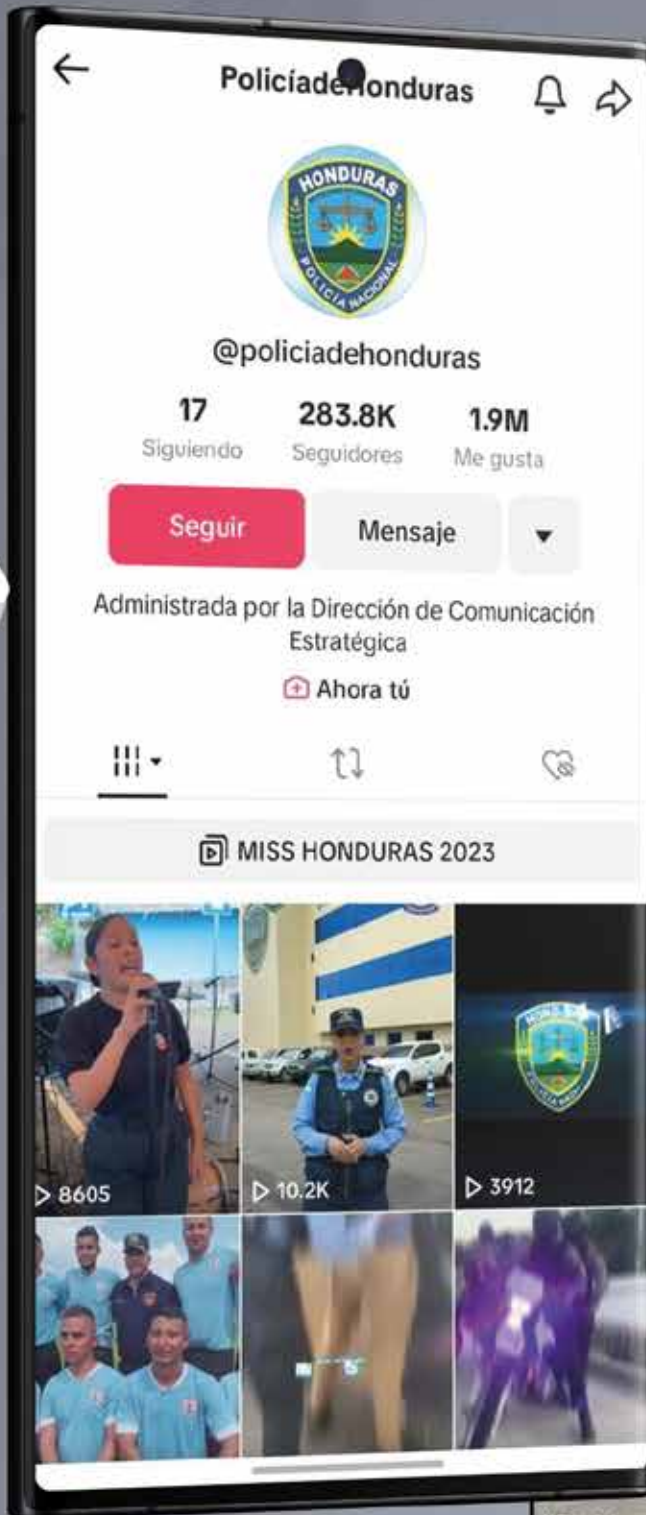 PolicíadeHonduras
HONDURAS
POLICÍA NACIONAL
@policiadehonduras
17 283.8K 1.9M
Siguiendo Seguidores Me gusta
Seguir Mensaje
Administrada por la Dirección de Comunicación
Estratégica
Ahora tú
MISS HONDURAS 2023
8605 10.2K 3912